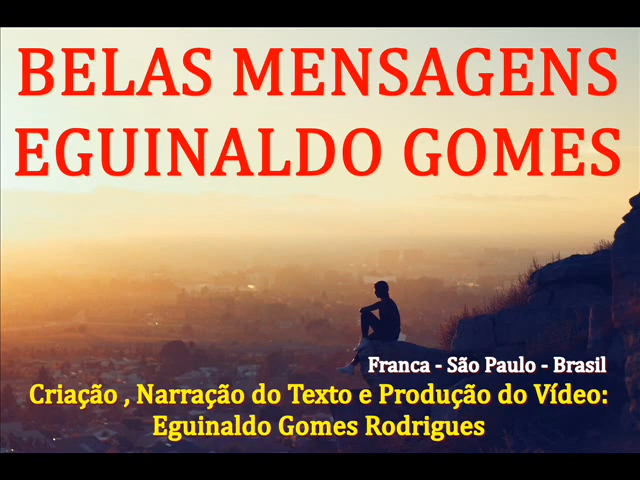 BELAS MENSAGENS
EGUINALDO GOMES
Franca - São Paulo - Brasil
Criação , Narração do Texto e Produção do Vídeo:
Eguinaldo Gomes Rodrigues